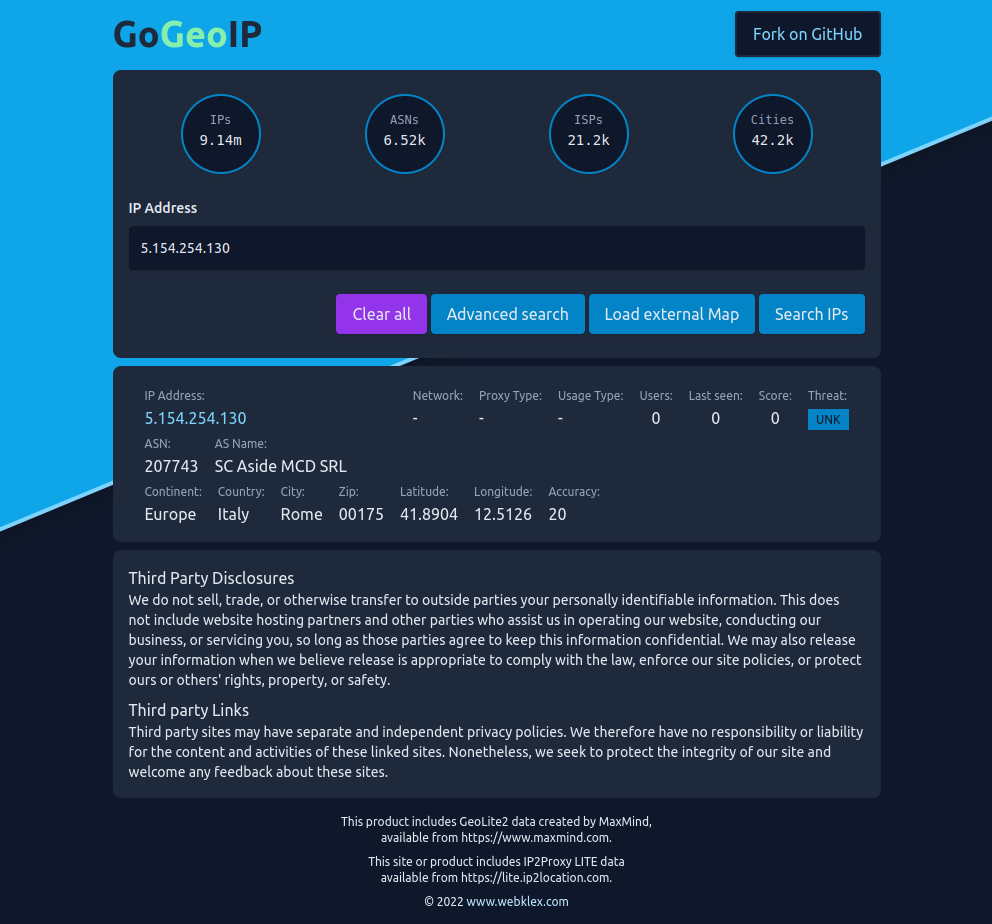 GoGeoIP
Fork on GitHub
IPs
9.14m
ASNs
6.52k
ISPs
21.2k
Cities
42.2k
IP Address
5.154.254.130
Clear all
Advanced search
Load external Map
Search IPs
IP Address: Network: Proxy Type: Usage Type: Users: Last seen: Score: Threat:
5.154.254.130 - - - 0 0 0 UNK
ASN: AS Name:
207743 SC Aside MCD SRL
Continent: Country: City: Zip: Latitude: Longitude: Accuracy:
Europe Italy Rome 00175 41.8904 12.5126 20
Third Party Disclosures
We do not sell, trade, or otherwise transfer to outside parties your personally identifiable information. This does
not include website hosting partners and other parties who assist us in operating our website, conducting our
business, or servicing you, so long as those parties agree to keep this information confidential. We may also release
your information when we believe release is appropriate to comply with the law, enforce our site policies, or protect
ours or others' rights, property, or safety.
Third party Links
Third party sites may have separate and independent privacy policies. We therefore have no responsibility or liability
for the content and activities of these linked sites. Nonetheless, we seek to protect the integrity of our site and
welcome any feedback about these sites.
This product includes GeoLite2 data created by MaxMind,
available from https://www.maxmind.com.
This site or product includes IP2Proxy LITE data
available from https://lite.ip2location.com.
© 2022 www.webklex.com